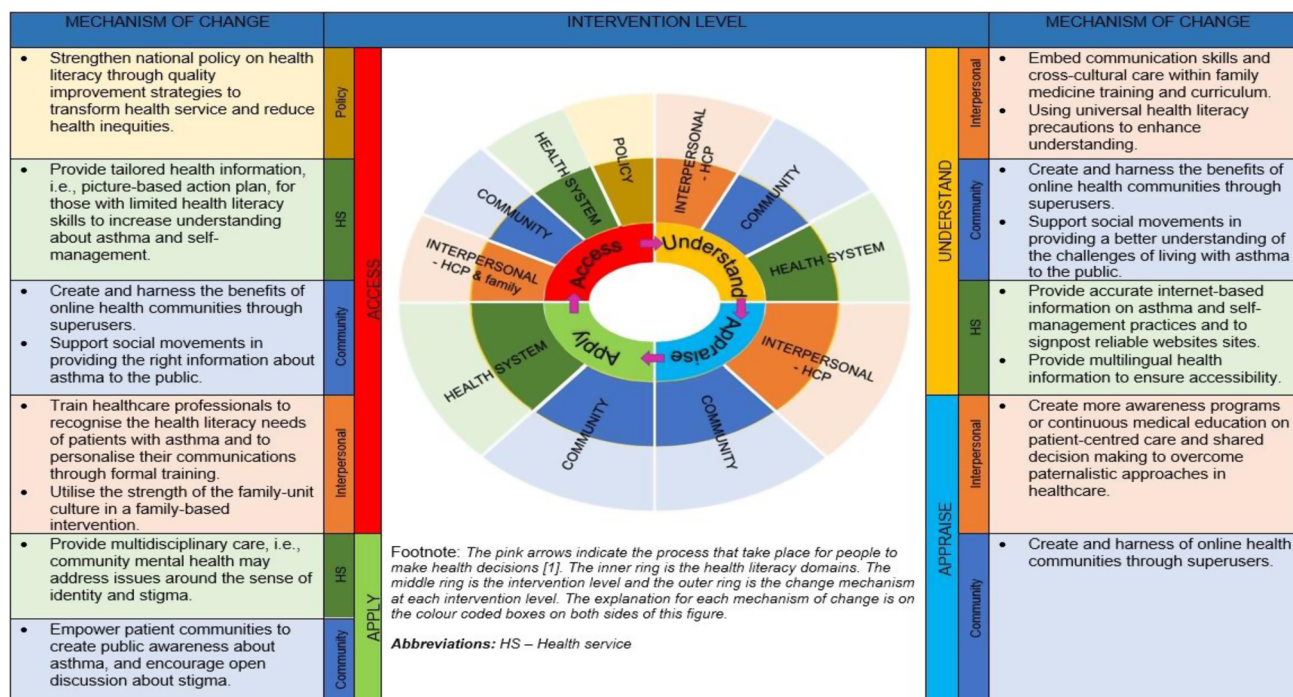 MECHANISM OF CHANGE
INTERVENTION LEVEL
MECHANISM OF CHANGE
• Strengthen national policy on health
literacy through quality
improvement strategies to
transform health service and reduce
health inequities.
Policy
• Provide tailored health information,
i.e., picture-based action plan, for
those with limited health literacy
skills to increase understanding
about asthma and self-
management.
HS
• Create and harness the benefits of
online health communities through
superusers.
• Support social movements in
providing the right information about
asthma to the public.
Community
• Train healthcare professionals to
recognise the health literacy needs
of patients with asthma and to
personalise their communications
through formal training.
• Utilise the strength of the family-unit
culture in a family-based
intervention.
Interpersonal
ACCESS
• Provide multidisciplinary care, i.e.,
community mental health may
address issues around the sense of
identity and stigma.
HS
• Empower patient communities to
create public awareness about
asthma, and encourage open
discussion about stigma.
Community
APPLY
POLICY
INTERPERSONAL
- HCP
COMMUNITY
HEALTH SYSTEM
INTERPERSONAL
- HCP
COMMUNITY
COMMUNITY
HEALTH SYSTEM
INTERPERSONAL
- HCP & family
COMMUNITY
HEALTH SYSTEM
Access
Understand
Appraise
Apply
Footnote: The pink arrows indicate the process that take place for people to
make health decisions [1]. The inner ring is the health literacy domains. The
middle ring is the intervention level and the outer ring is the change mechanism
at each intervention level. The explanation for each mechanism of change is on
the colour coded boxes on both sides of this figure.
Abbreviations: HS – Health service
UNDERSTAND
Interpersonal
• Embed communication skills and
cross-cultural care within family
medicine training and curriculum.
• Using universal health literacy
precautions to enhance
understanding.
Community
• Create and harness the benefits of
online health communities through
superusers.
• Support social movements in
providing a better understanding of
the challenges of living with asthma
to the public.
HS
• Provide accurate internet-based
information on asthma and self-
management practices and to
signpost reliable websites sites.
• Provide multilingual health
information to ensure accessibility.
APPRAISE
Interpersonal
• Create more awareness programs
or continuous medical education on
patient-centred care and shared
decision making to overcome
paternalistic approaches in
healthcare.
Community
• Create and harness of online health
communities through superusers.